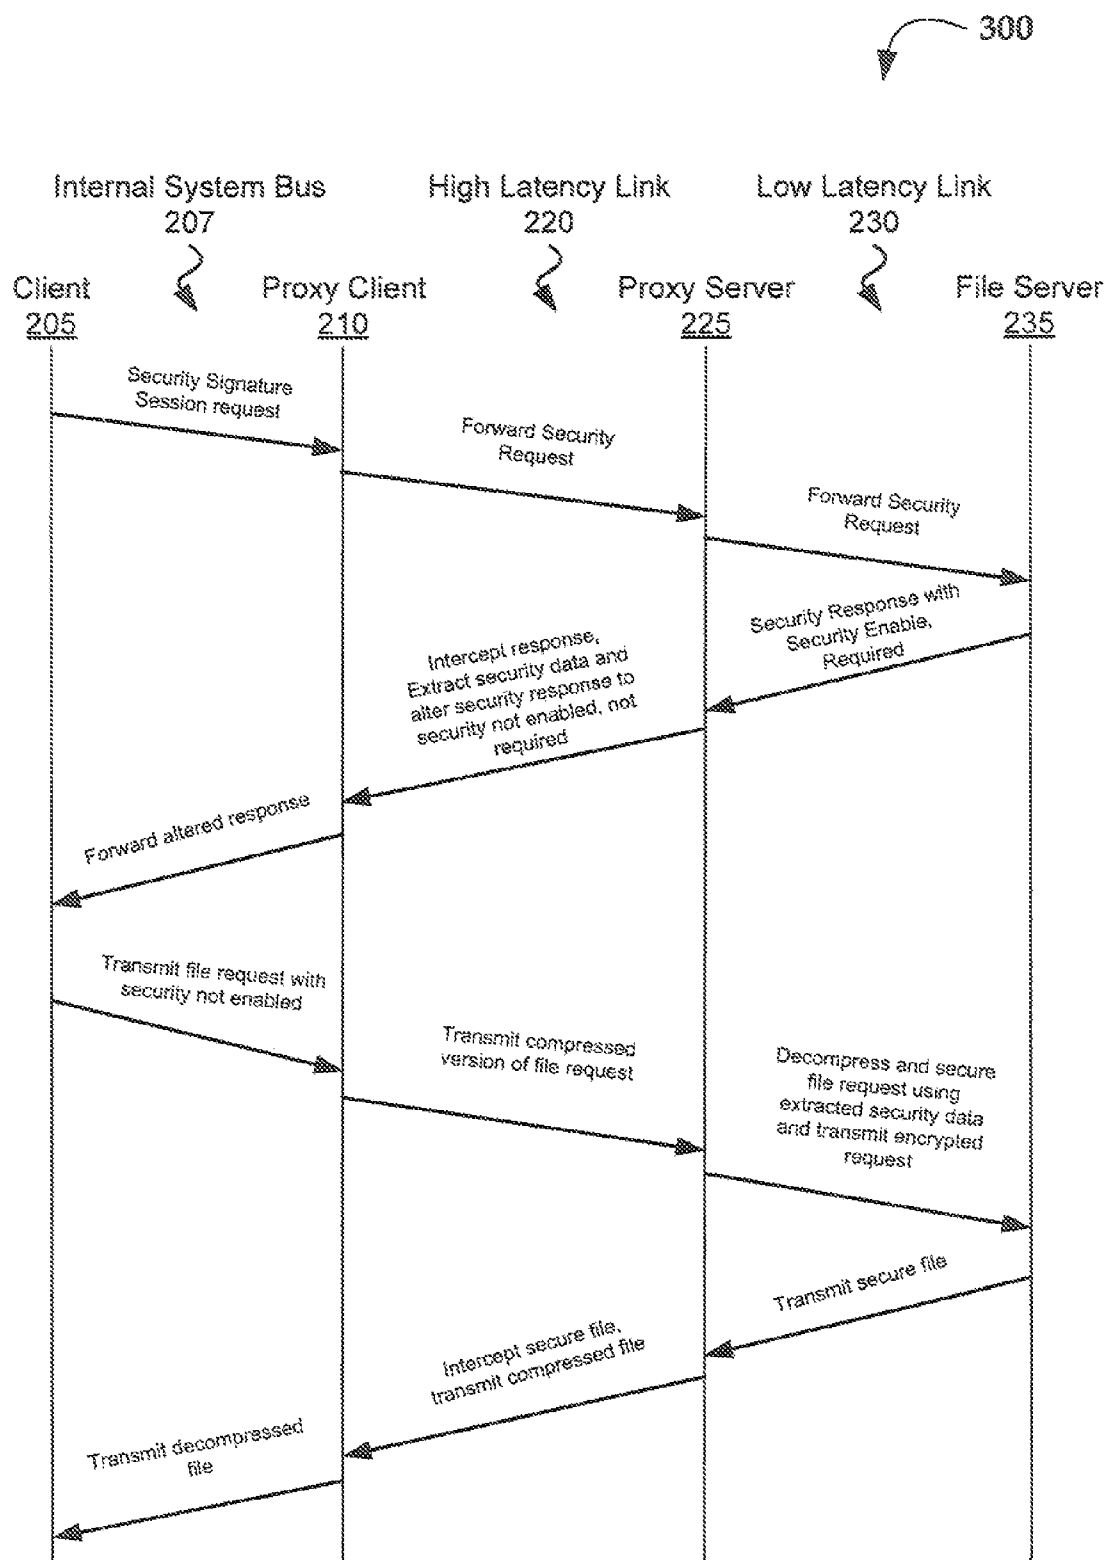 300
Internal System Bus
207
High Latency Link
220
Low Latency Link
230
Client
205
Proxy Client
210
Proxy Server
225
File Server
235
Security Signature
Session request
Forward Security
Request
Forward Security
Request
Security Response with
Security Enable,
Required
Intercept response,
Extract security data and
alter security response to
security not enabled, not
required
Forward altered response
Transmit file request with
security not enabled
Transmit compressed
version of file request
Decompress and secure
file request using
extracted security data
and transmit encrypted
request
Transmit secure file
Intercept secure file,
transmit compressed file
Transmit decompressed
file